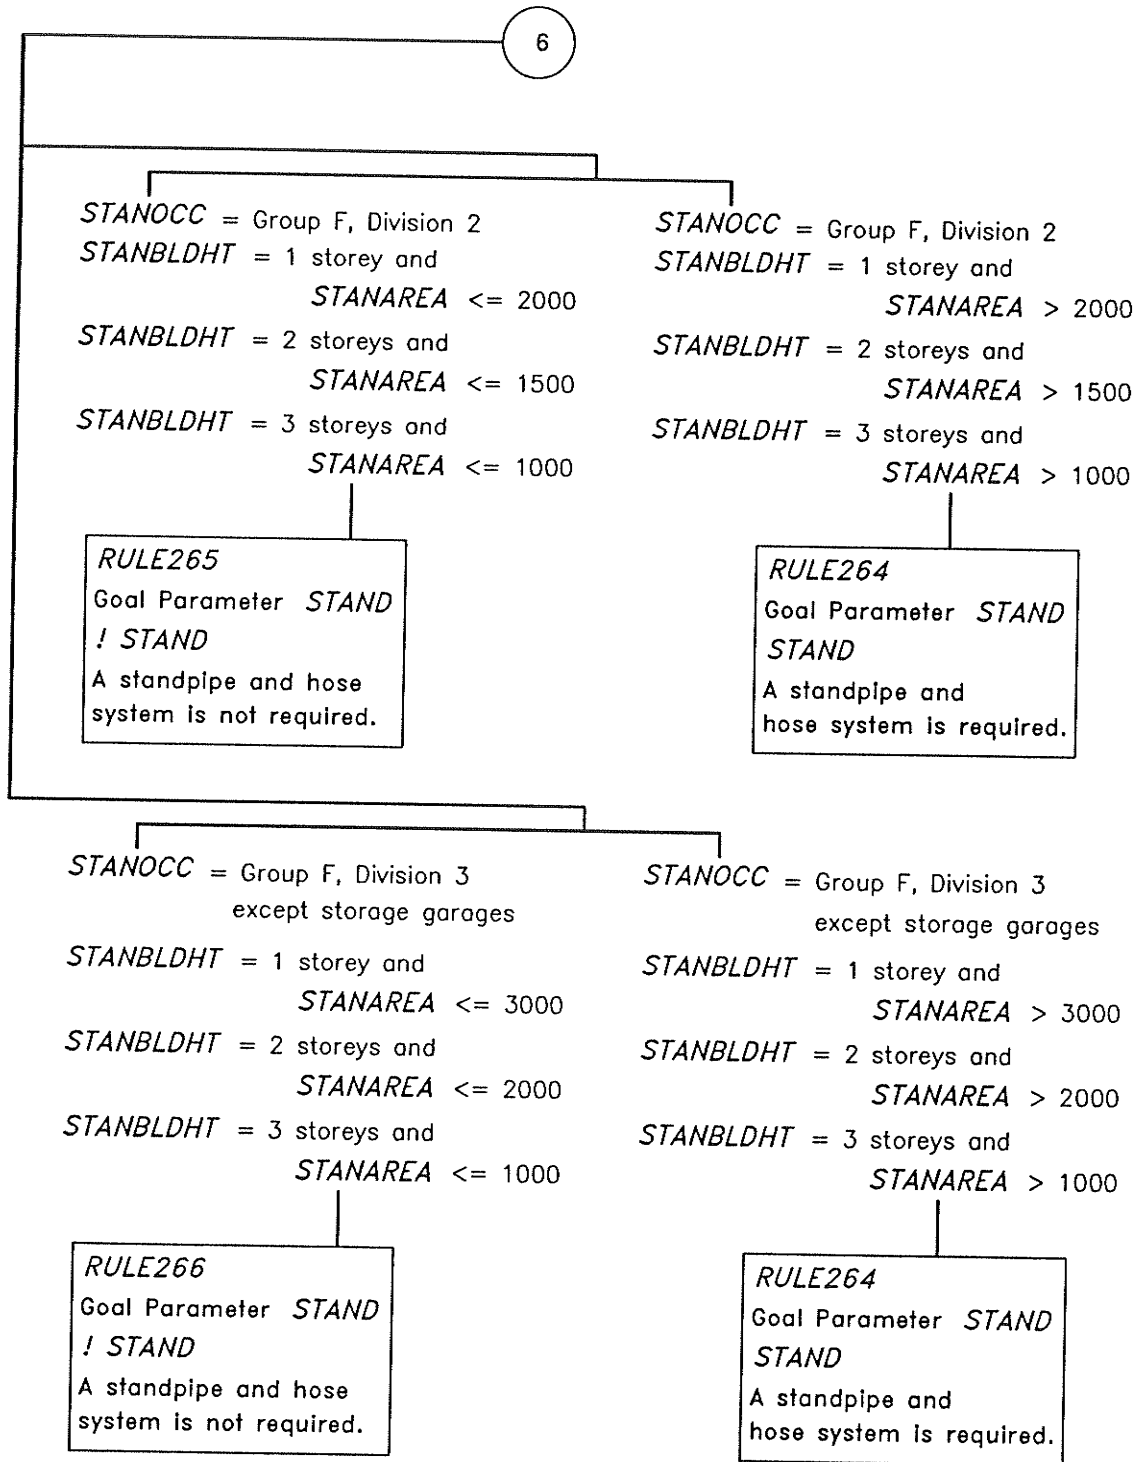 6
STANOCC = Group F, Division 2
STANBLDHT = 1 storey and
STANAREA <= 2000
STANBLDHT = 2 storeys and
STANAREA <= 1500
STANBLDHT = 3 storeys and
STANAREA <= 1000
RULE265
Goal Parameter STAND
! STAND
A standpipe and hose
system is not required.
STANOCC = Group F, Division 2
STANBLDHT = 1 storey and
STANAREA > 2000
STANBLDHT = 2 storeys and
STANAREA > 1500
STANBLDHT = 3 storeys and
STANAREA > 1000
RULE264
Goal Parameter STAND
STAND
A standpipe and
hose system is required.
STANOCC = Group F, Division 3
except storage garages
STANBLDHT = 1 storey and
STANAREA <= 3000
STANBLDHT = 2 storeys and
STANAREA <= 2000
STANBLDHT = 3 storeys and
STANAREA <= 1000
RULE266
Goal Parameter STAND
! STAND
A standpipe and hose
system is not required.
STANOCC = Group F, Division 3
except storage garages
STANBLDHT = 1 storey and
STANAREA > 3000
STANBLDHT = 2 storeys and
STANAREA > 2000
STANBLDHT = 3 storeys and
STANAREA > 1000
RULE264
Goal Parameter STAND
STAND
A standpipe and
hose system is required.